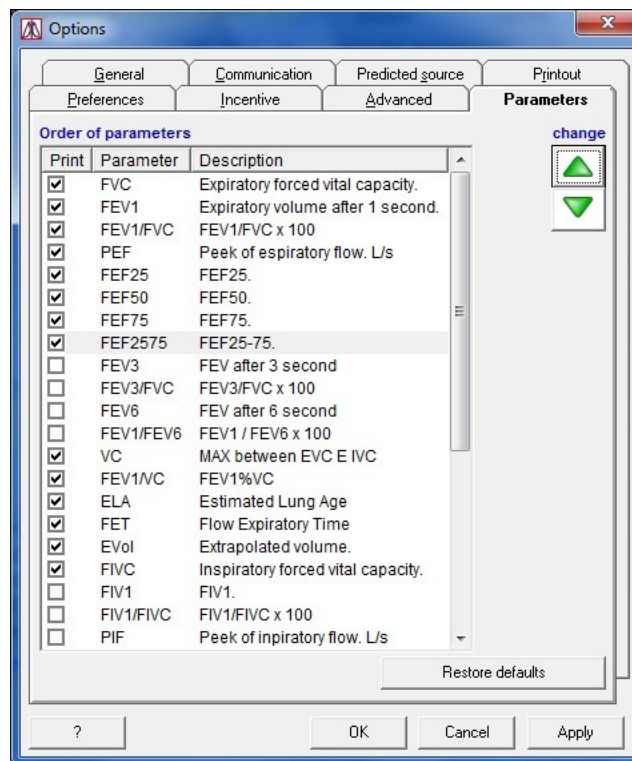 Options
x
General Communication Predicted source Printout
Preferences Incentive Advanced Parameters
Order of parameters change
Print Parameter Description
FVC Expiratory forced vital capacity.
FEV1 Expiratory volume after 1 second.
FEV1/FVC FEV1/FVC x 100
PEF Peek of espiratory flow. L/s
FEF25 FEF25.
FEF50 FEF50.
FEF75 FEF75.
FEF2575 FEF25-75.
FEV3 FEV after 3 second
FEV3/FVC FEV3/FVC x 100
FEV6 FEV after 6 second
FEV1/FEV6 FEV1 / FEV6 x 100
VC MAX between EVC E IVC
FEV1/VC FEV1%VC
ELA Estimated Lung Age
FET Flow Expiratory Time
EVol Extrapolated volume.
FIVC Inspiratory forced vital capacity.
FIV1 FIV1.
FIV1/FIVC FIV1/FIVC x 100
PIF Peek of inpiratory flow. L/s
Restore defaults
? OK Cancel Apply